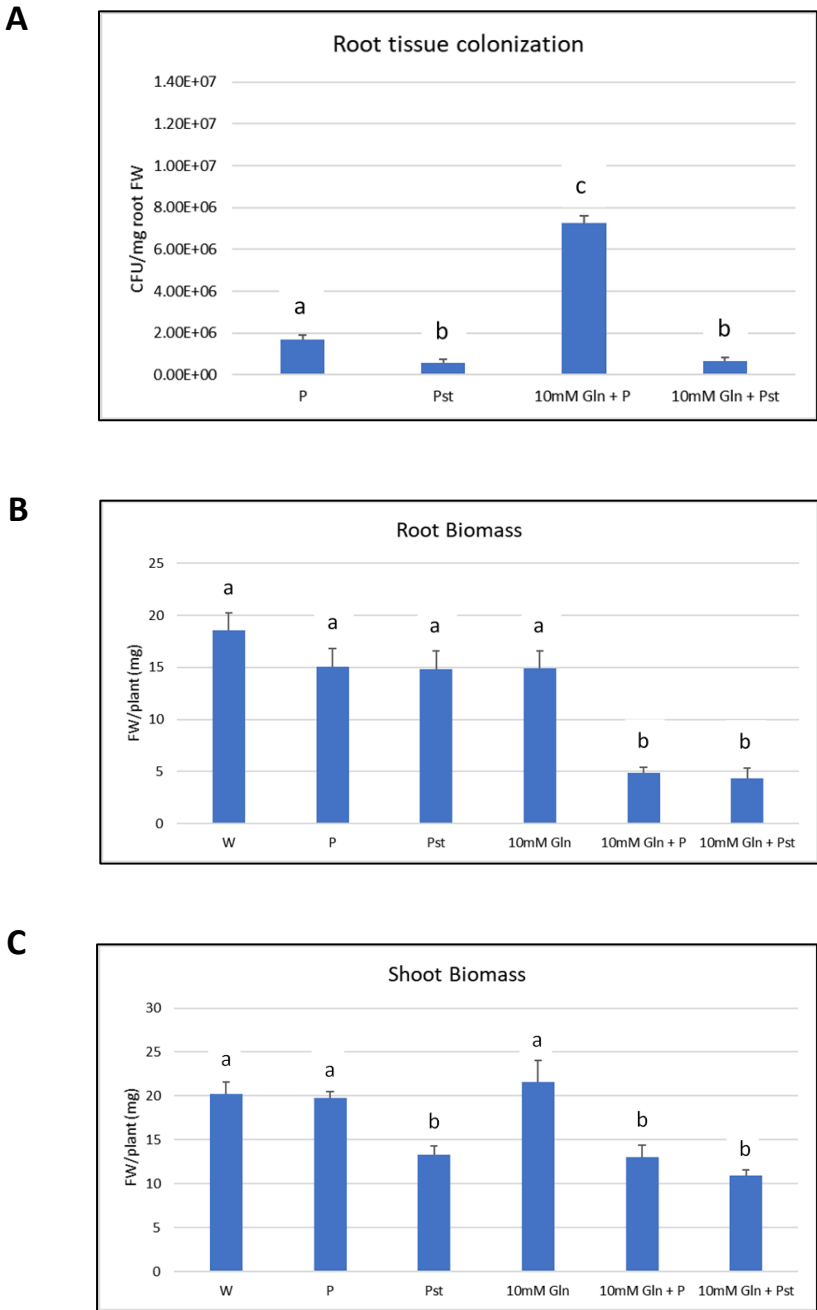 A
Root tissue colonization
CFU/mg root FW
1.40E+07
1.20E+07
1.00E+07
8.00E+06
6.00E+06
4.00E+06
2.00E+06
0.00E+00
a
b
c
b
P
Pst
10mM Gln + P
10mM Gln + Pst
B
Root Biomass
FW/plant (mg)
25
20
15
10
5
0
a
a
a
a
b
b
W
P
Pst
10mM Gln
10mM Gln + P
10mM Gln + Pst
C
Shoot Biomass
FW/plant (mg)
30
25
20
15
10
5
0
a
a
b
a
b
b
W
P
Pst
10mM Gln
10mM Gln + P
10mM Gln + Pst